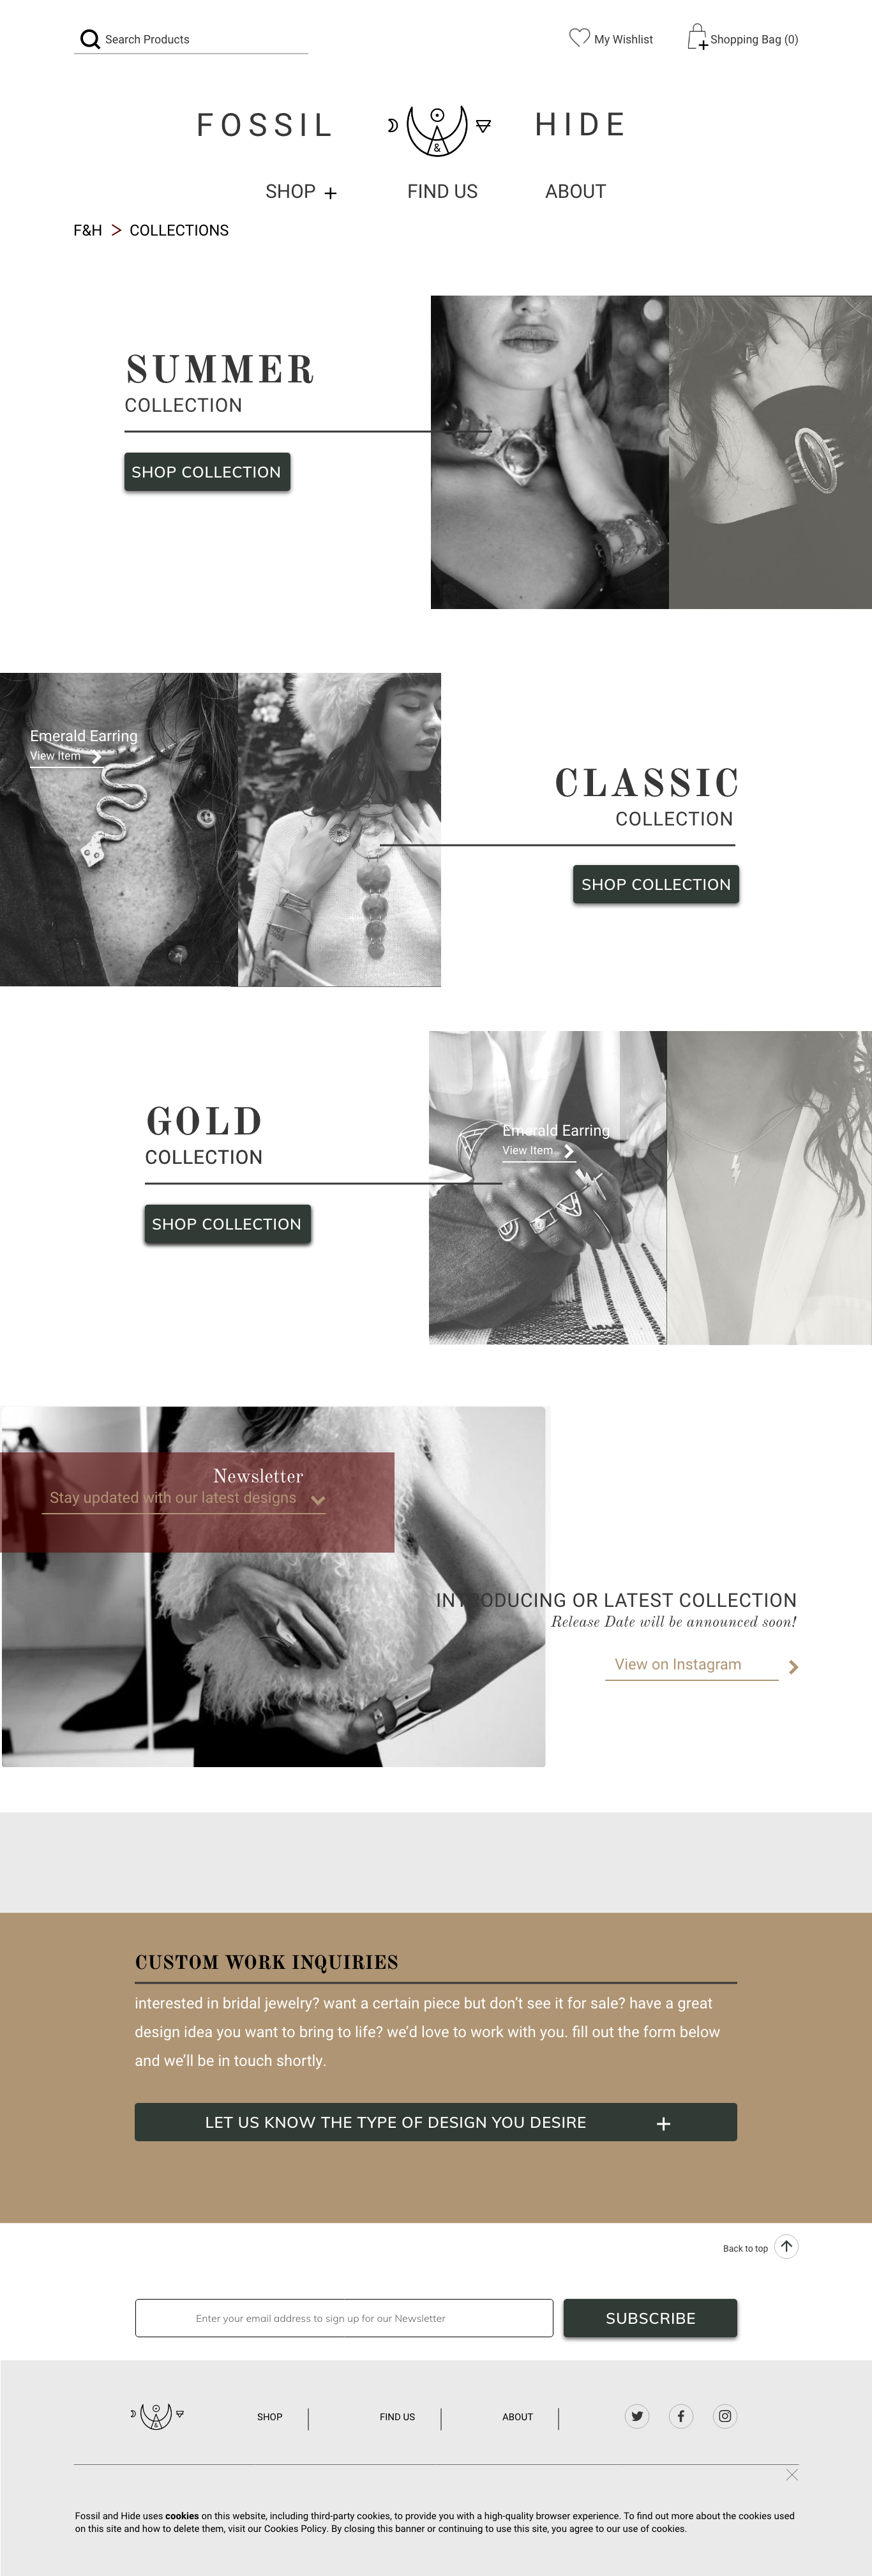 Search Products
My Wishlist
Shopping Bag (0)
FOSSIL
&
HIDE
SHOP +
FIND US
ABOUT
F&H > COLLECTIONS
SUMMER
COLLECTION
SHOP COLLECTION
Emerald Earring
View Item
CLASSIC
COLLECTION
SHOP COLLECTION
GOLD
COLLECTION
SHOP COLLECTION
Emerald Earring
View Item
Newsletter
Stay updated with our latest designs
INTRODUCING OR LATEST COLLECTION
Release Date will be announced soon!
View on Instagram
CUSTOM WORK INQUIRIES
interested in bridal jewelry? want a certain piece but don’t see it for sale? have a great
design idea you want to bring to life? we’d love to work with you. fill out the form below
and we’ll be in touch shortly.
LET US KNOW THE TYPE OF DESIGN YOU DESIRE +
Back to top
Enter your email address to sign up for our Newsletter
SUBSCRIBE
&
SHOP
FIND US
ABOUT
Fossil and Hide uses cookies on this website, including third-party cookies, to provide you with a high-quality browser experience. To find out more about the cookies used
on this site and how to delete them, visit our Cookies Policy. By closing this banner or continuing to use this site, you agree to our use of cookies.